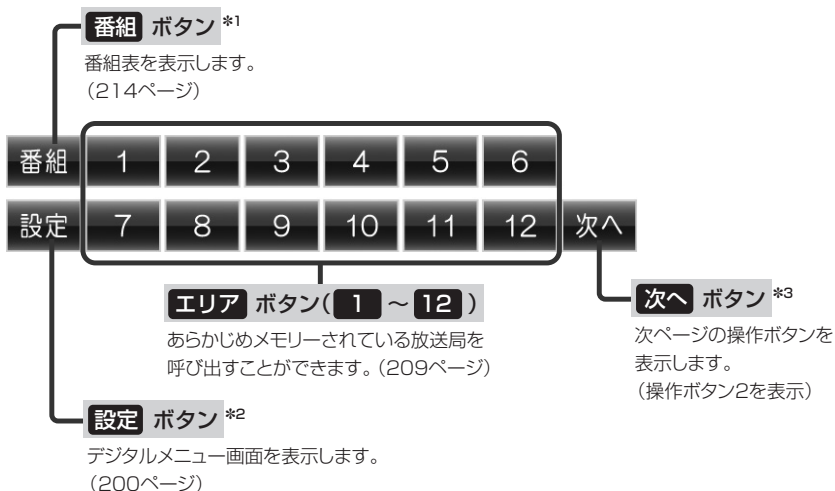 番組 ボタン *1
番組表を表示します。
（214ページ）
番組 1 2 3 4 5 6
設定 7 8 9 10 11 12 次へ
エリア ボタン( 1 ～ 12 )
あらかじめメモリーされている放送局を
呼び出すことができます。（209ページ）
次へ ボタン *3
次ページの操作ボタンを
表示します。
（操作ボタン2を表示）
設定 ボタン *2
デジタルメニュー画面を表示します。
（200ページ）